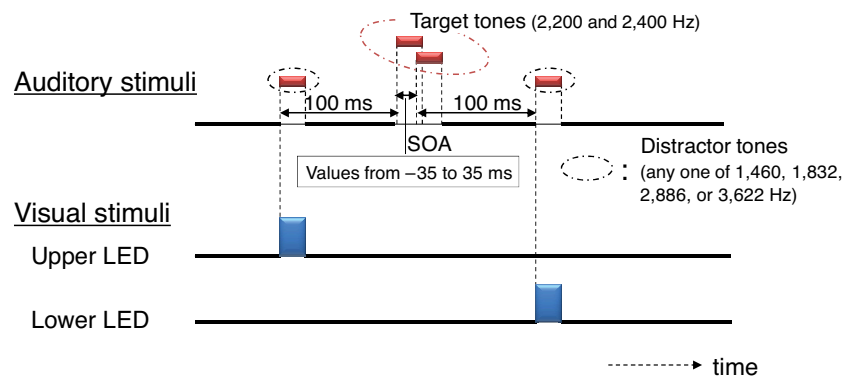 Target tones (2,200 and 2,400 Hz)
Auditory stimuli
100 ms
100 ms
SOA
Values from −35 to 35 ms
Distractor tones
: (any one of 1,460, 1,832,
2,886, or 3,622 Hz)
Visual stimuli
Upper LED
Lower LED
time